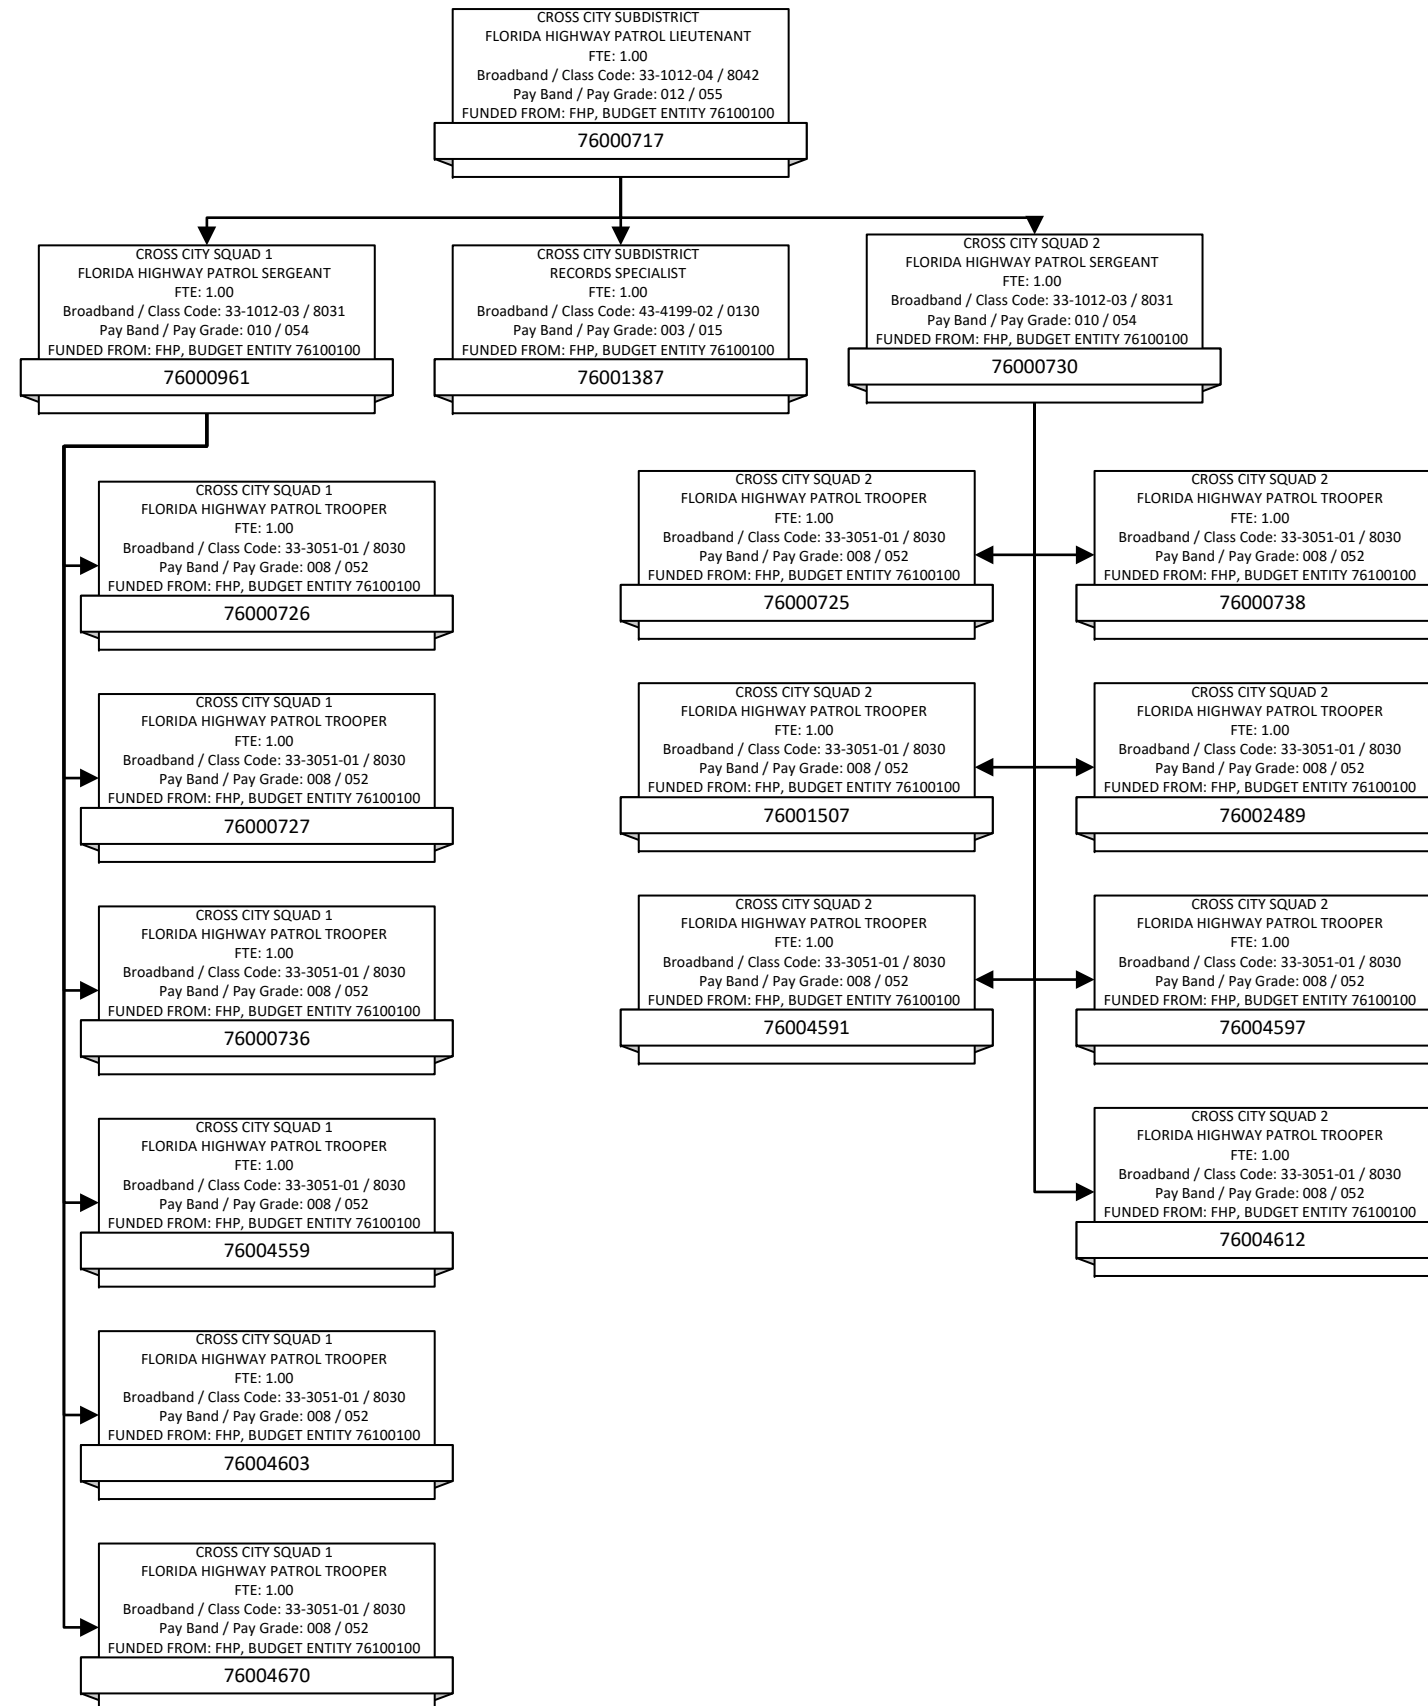 CROSS CITY SUBDISTRICT
FLORIDA HIGHWAY PATROL LIEUTENANT
FTE: 1.00
Broadband / Class Code: 33-1012-04 / 8042
Pay Band / Pay Grade: 012 / 055
FUNDED FROM: FHP, BUDGET ENTITY 76100100
76000717
CROSS CITY SQUAD 1
FLORIDA HIGHWAY PATROL SERGEANT
FTE: 1.00
Broadband / Class Code: 33-1012-03 / 8031
Pay Band / Pay Grade: 010 / 054
FUNDED FROM: FHP, BUDGET ENTITY 76100100
76000961
CROSS CITY SUBDISTRICT
RECORDS SPECIALIST
FTE: 1.00
Broadband / Class Code: 43-4199-02 / 0130
Pay Band / Pay Grade: 003 / 015
FUNDED FROM: FHP, BUDGET ENTITY 76100100
76001387
CROSS CITY SQUAD 2
FLORIDA HIGHWAY PATROL SERGEANT
FTE: 1.00
Broadband / Class Code: 33-1012-03 / 8031
Pay Band / Pay Grade: 010 / 054
FUNDED FROM: FHP, BUDGET ENTITY 76100100
76000730
CROSS CITY SQUAD 1
FLORIDA HIGHWAY PATROL TROOPER
FTE: 1.00
Broadband / Class Code: 33-3051-01 / 8030
Pay Band / Pay Grade: 008 / 052
FUNDED FROM: FHP, BUDGET ENTITY 76100100
76000726
CROSS CITY SQUAD 2
FLORIDA HIGHWAY PATROL TROOPER
FTE: 1.00
Broadband / Class Code: 33-3051-01 / 8030
Pay Band / Pay Grade: 008 / 052
FUNDED FROM: FHP, BUDGET ENTITY 76100100
76000725
CROSS CITY SQUAD 2
FLORIDA HIGHWAY PATROL TROOPER
FTE: 1.00
Broadband / Class Code: 33-3051-01 / 8030
Pay Band / Pay Grade: 008 / 052
FUNDED FROM: FHP, BUDGET ENTITY 76100100
76000738
CROSS CITY SQUAD 1
FLORIDA HIGHWAY PATROL TROOPER
FTE: 1.00
Broadband / Class Code: 33-3051-01 / 8030
Pay Band / Pay Grade: 008 / 052
FUNDED FROM: FHP, BUDGET ENTITY 76100100
76000727
CROSS CITY SQUAD 2
FLORIDA HIGHWAY PATROL TROOPER
FTE: 1.00
Broadband / Class Code: 33-3051-01 / 8030
Pay Band / Pay Grade: 008 / 052
FUNDED FROM: FHP, BUDGET ENTITY 76100100
76001507
CROSS CITY SQUAD 2
FLORIDA HIGHWAY PATROL TROOPER
FTE: 1.00
Broadband / Class Code: 33-3051-01 / 8030
Pay Band / Pay Grade: 008 / 052
FUNDED FROM: FHP, BUDGET ENTITY 76100100
76002489
CROSS CITY SQUAD 1
FLORIDA HIGHWAY PATROL TROOPER
FTE: 1.00
Broadband / Class Code: 33-3051-01 / 8030
Pay Band / Pay Grade: 008 / 052
FUNDED FROM: FHP, BUDGET ENTITY 76100100
76000736
CROSS CITY SQUAD 2
FLORIDA HIGHWAY PATROL TROOPER
FTE: 1.00
Broadband / Class Code: 33-3051-01 / 8030
Pay Band / Pay Grade: 008 / 052
FUNDED FROM: FHP, BUDGET ENTITY 76100100
76004591
CROSS CITY SQUAD 2
FLORIDA HIGHWAY PATROL TROOPER
FTE: 1.00
Broadband / Class Code: 33-3051-01 / 8030
Pay Band / Pay Grade: 008 / 052
FUNDED FROM: FHP, BUDGET ENTITY 76100100
76004597
CROSS CITY SQUAD 1
FLORIDA HIGHWAY PATROL TROOPER
FTE: 1.00
Broadband / Class Code: 33-3051-01 / 8030
Pay Band / Pay Grade: 008 / 052
FUNDED FROM: FHP, BUDGET ENTITY 76100100
76004559
CROSS CITY SQUAD 2
FLORIDA HIGHWAY PATROL TROOPER
FTE: 1.00
Broadband / Class Code: 33-3051-01 / 8030
Pay Band / Pay Grade: 008 / 052
FUNDED FROM: FHP, BUDGET ENTITY 76100100
76004612
CROSS CITY SQUAD 1
FLORIDA HIGHWAY PATROL TROOPER
FTE: 1.00
Broadband / Class Code: 33-3051-01 / 8030
Pay Band / Pay Grade: 008 / 052
FUNDED FROM: FHP, BUDGET ENTITY 76100100
76004603
CROSS CITY SQUAD 1
FLORIDA HIGHWAY PATROL TROOPER
FTE: 1.00
Broadband / Class Code: 33-3051-01 / 8030
Pay Band / Pay Grade: 008 / 052
FUNDED FROM: FHP, BUDGET ENTITY 76100100
76004670